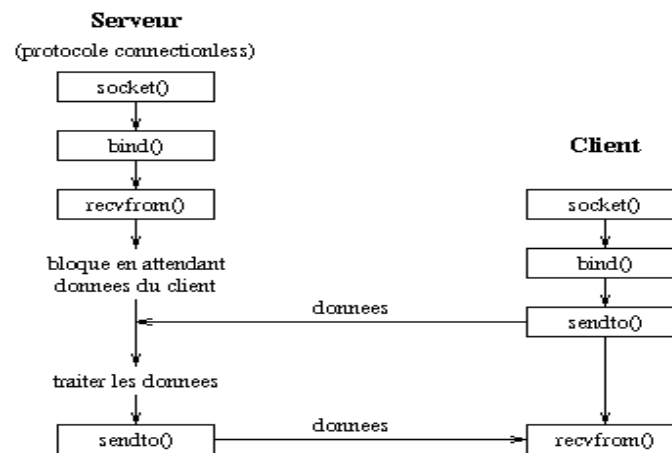 Serveur
(protocole connectionless)
socket()
bind()
recvfrom()
bloque en attendant
donnees du client
traiter les donnees
sendto()
Client
socket()
bind()
sendto()
recvfrom()
donnees
donnees